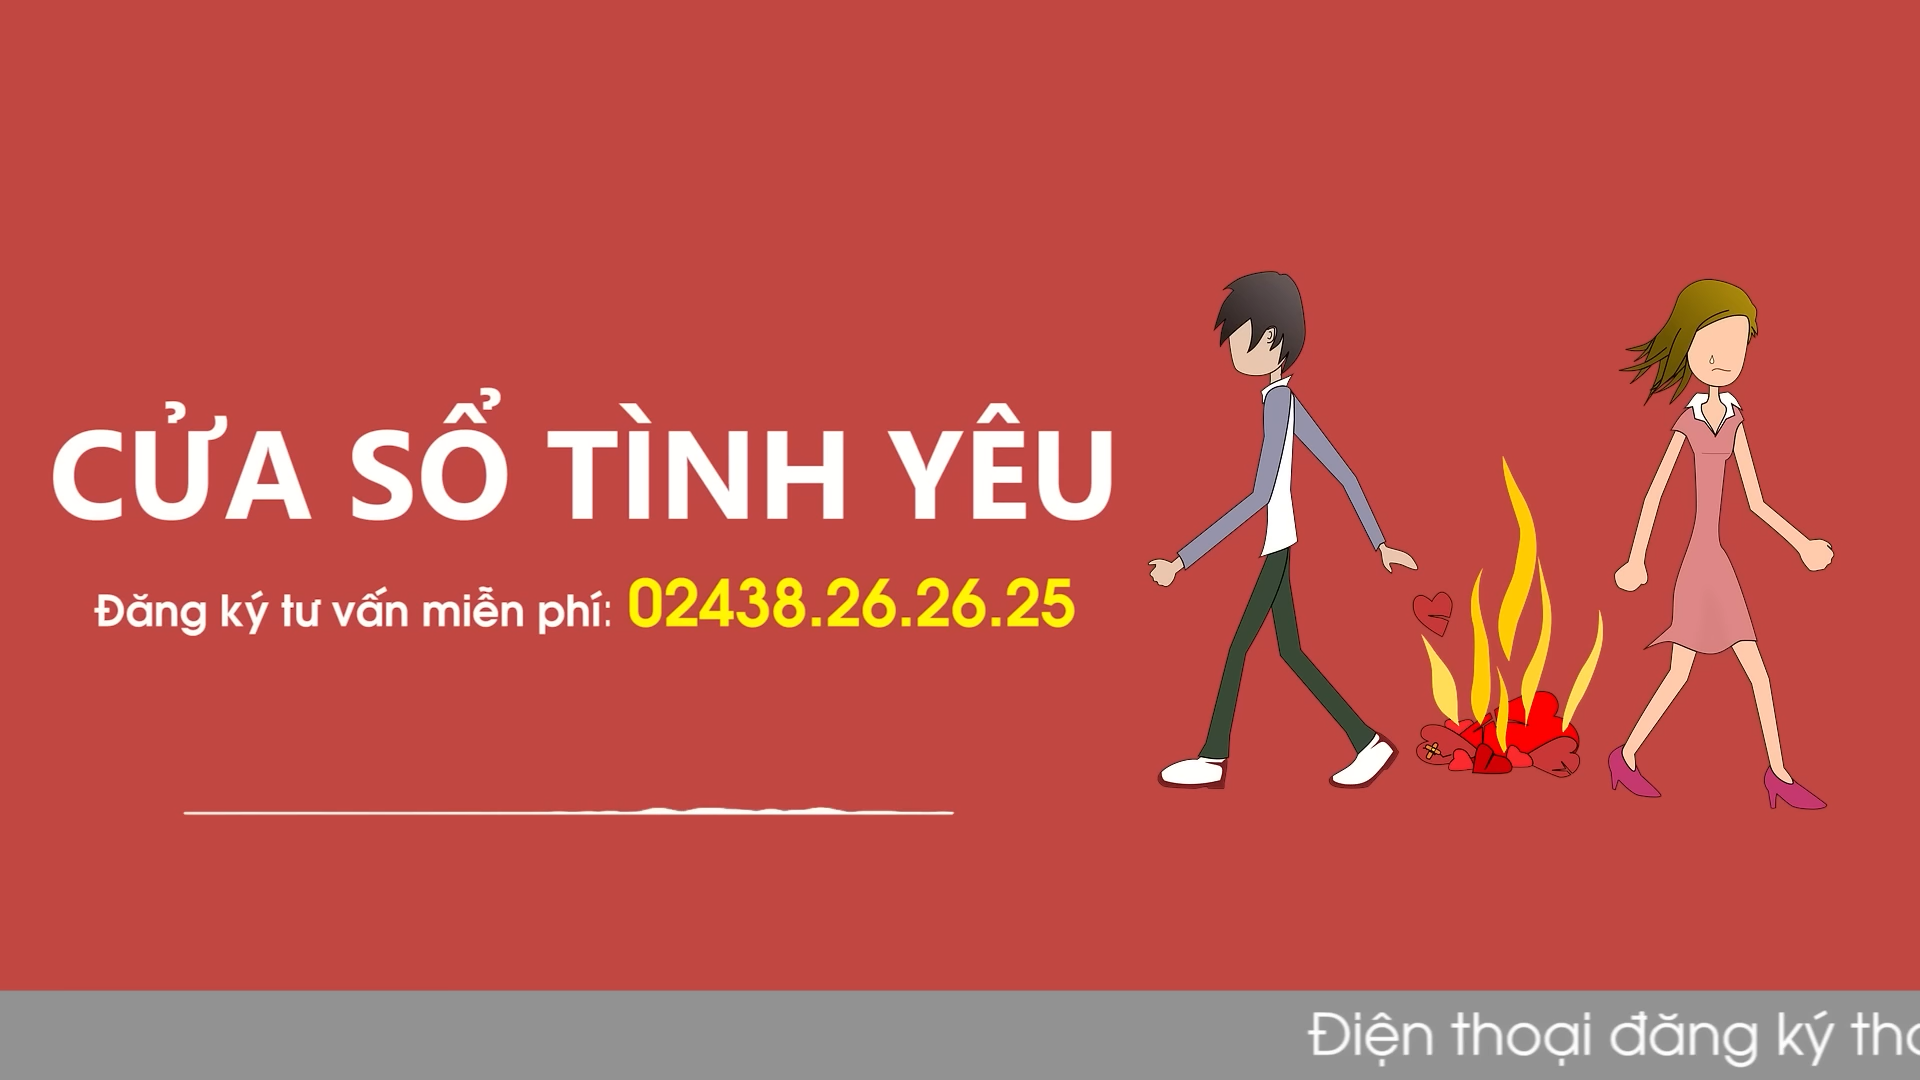 CỬA SỔ TÌNH YÊU
Đăng ký tư vấn miễn phí: 02438.26.26.25
Điện thoại đăng ký